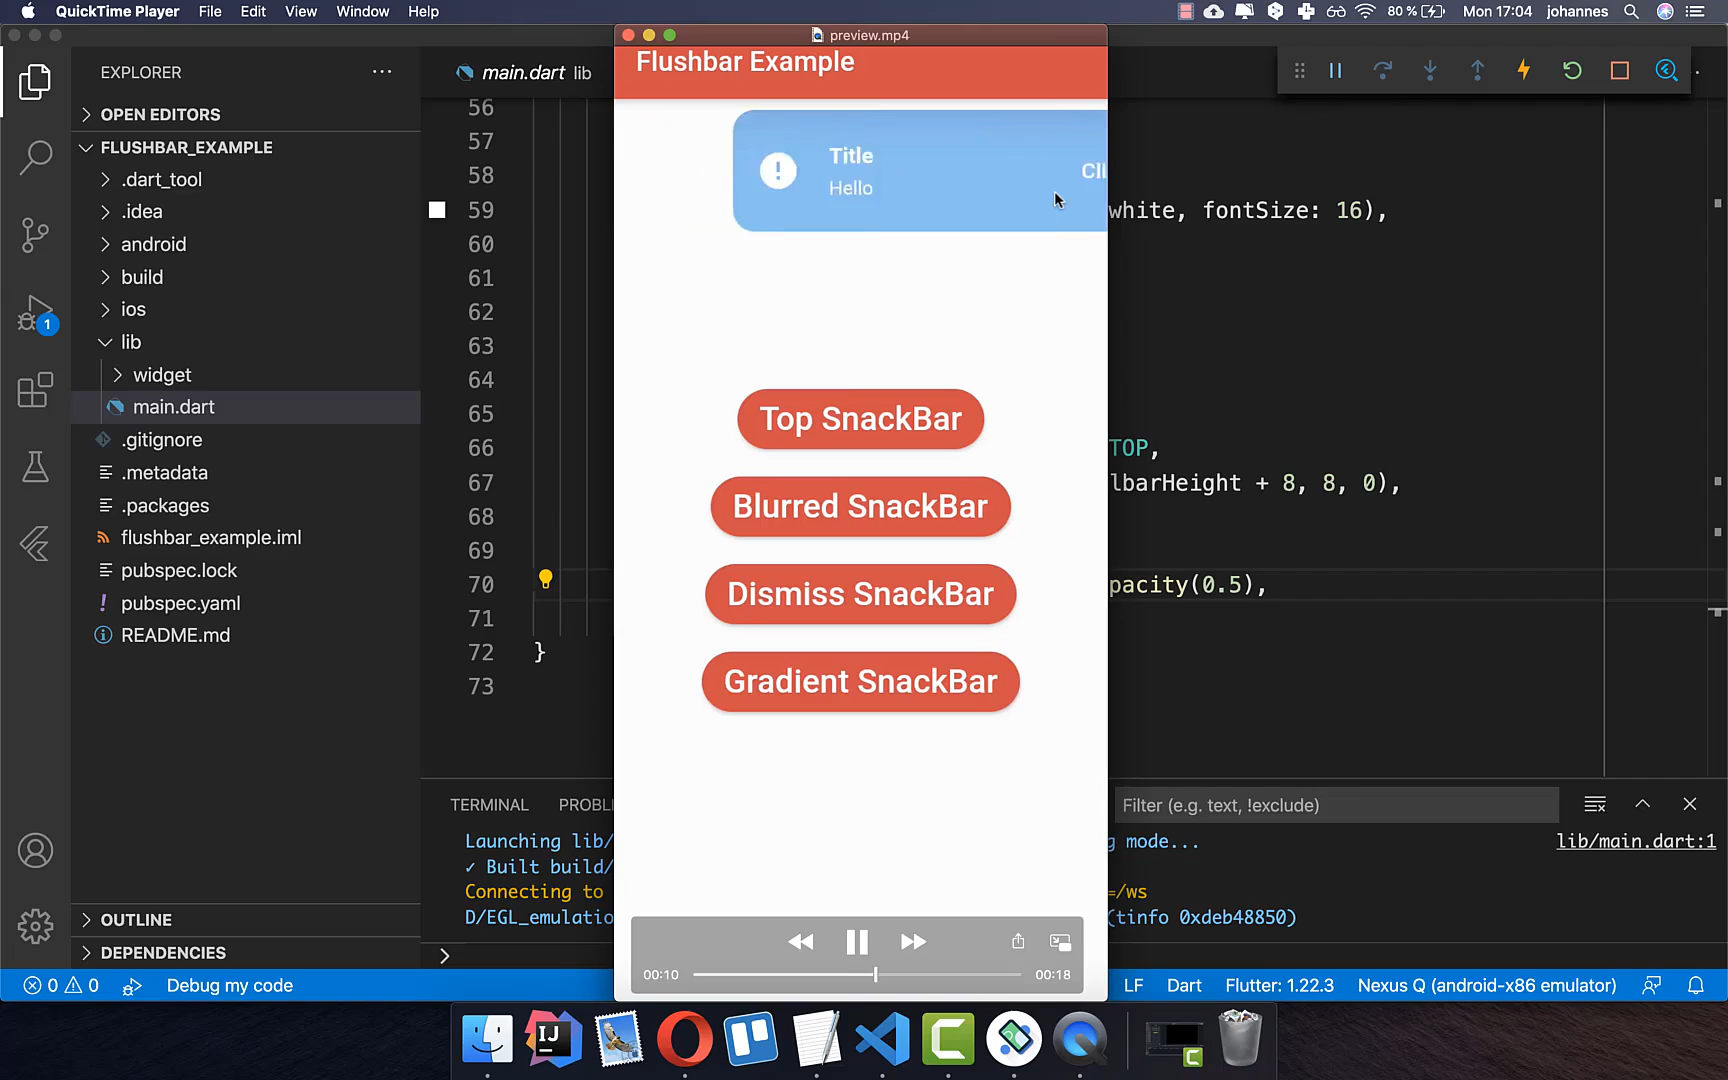 QuickTime Player File Edit View Window Help 80 % Mon 17:04 johannes
preview.mp4
EXPLORER
OPEN EDITORS
FLUSHBAR_EXAMPLE
.dart_tool
.idea
android
build
ios
lib
widget
main.dart
.gitignore
.metadata
.packages
flushbar_example.iml
pubspec.lock
pubspec.yaml
README.md
OUTLINE
DEPENDENCIES
1
main.dart lib
56
57
58
59 white, fontSize: 16),
60
61
62
63
64
65
66 TOP,
67 lbarHeight + 8, 8, 0),
68
69
70 pacity(0.5),
71
72 }
73
Flushbar Example
Title
Hello
Cli
Top SnackBar
Blurred SnackBar
Dismiss SnackBar
Gradient SnackBar
00:10 00:18
TERMINAL PROBL Filter (e.g. text, !exclude)
Launching lib/ g mode... lib/main.dart:1
✓ Built build/
Connecting to =/ws
D/EGL_emulatio (tinfo 0xdeb48850)
0 0 Debug my code LF Dart Flutter: 1.22.3 Nexus Q (android-x86 emulator)
IJ